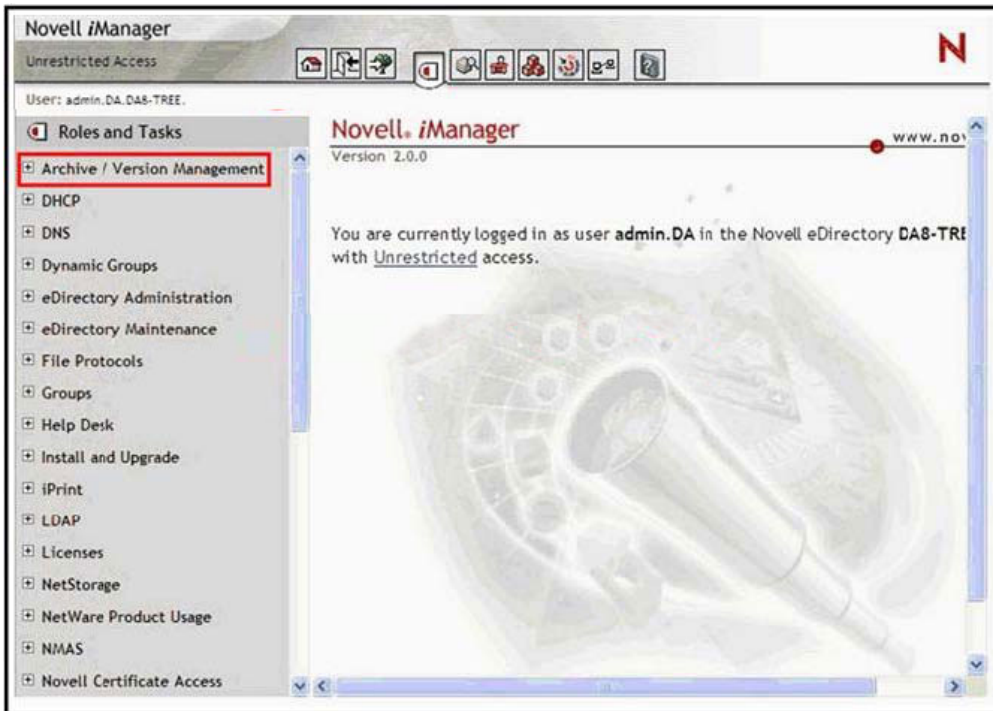 Novell iManager
Unrestricted Access
N
User: admin.DA.DA8-TREE.
Roles and Tasks
Archive / Version Management
DHCP
DNS
Dynamic Groups
eDirectory Administration
eDirectory Maintenance
File Protocols
Groups
Help Desk
Install and Upgrade
iPrint
LDAP
Licenses
NetStorage
NetWare Product Usage
NMAS
Novell Certificate Access
Novell. iManager
www.nov
Version 2.0.0
You are currently logged in as user admin.DA in the Novell eDirectory DA8-TRE
with Unrestricted access.